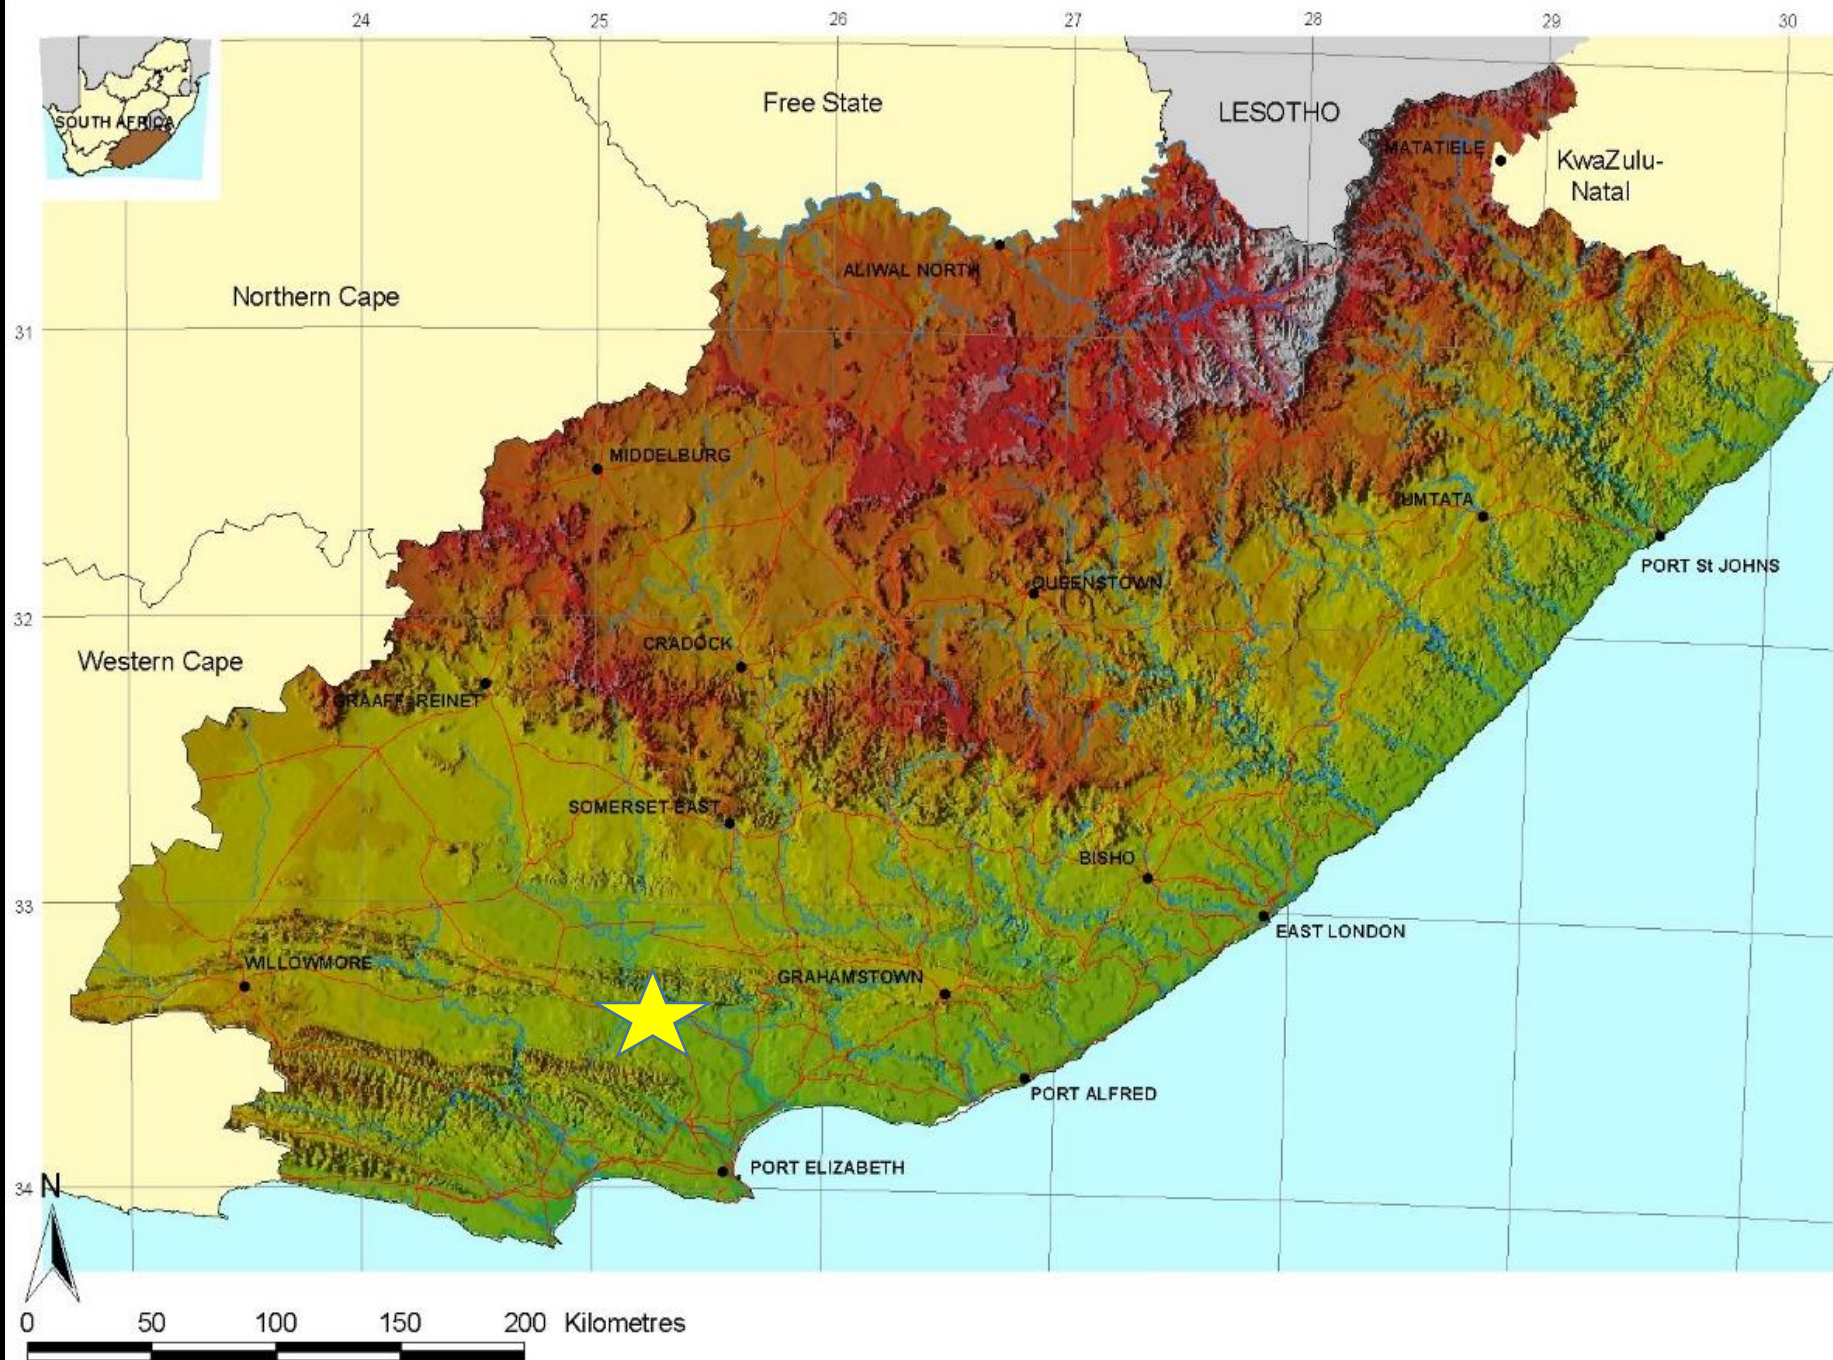 24
25
26
27
28
29
30
SOUTH AFRICA
Free State
LESOTHO
MATATIELE
KwaZulu-
Natal
ALIWAL NORTH
Northern Cape
31
MIDDELBURG
UMTATA
PORT St JOHNS
QUEENSTOWN
32
CRADOCK
Western Cape
GRAAFF-REINET
SOMERSET EAST
BISHO
33
EAST LONDON
WILLOWMORE
GRAHAMSTOWN
PORT ALFRED
PORT ELIZABETH
34
N
0 50 100 150 200 Kilometres